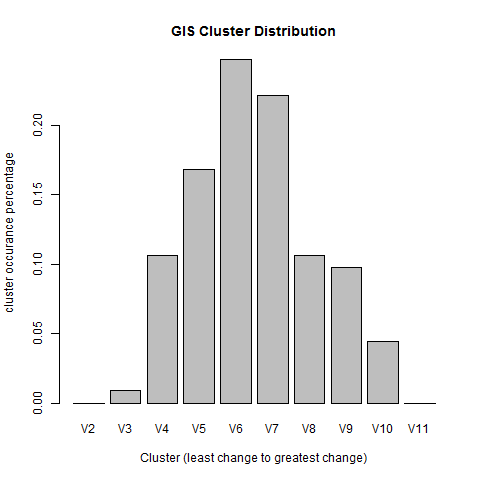 GIS Cluster Distribution
cluster occurance percentage
0.20
0.15
0.10
0.05
0.00
V2 V3 V4 V5 V6 V7 V8 V9 V10 V11
Cluster (least change to greatest change)